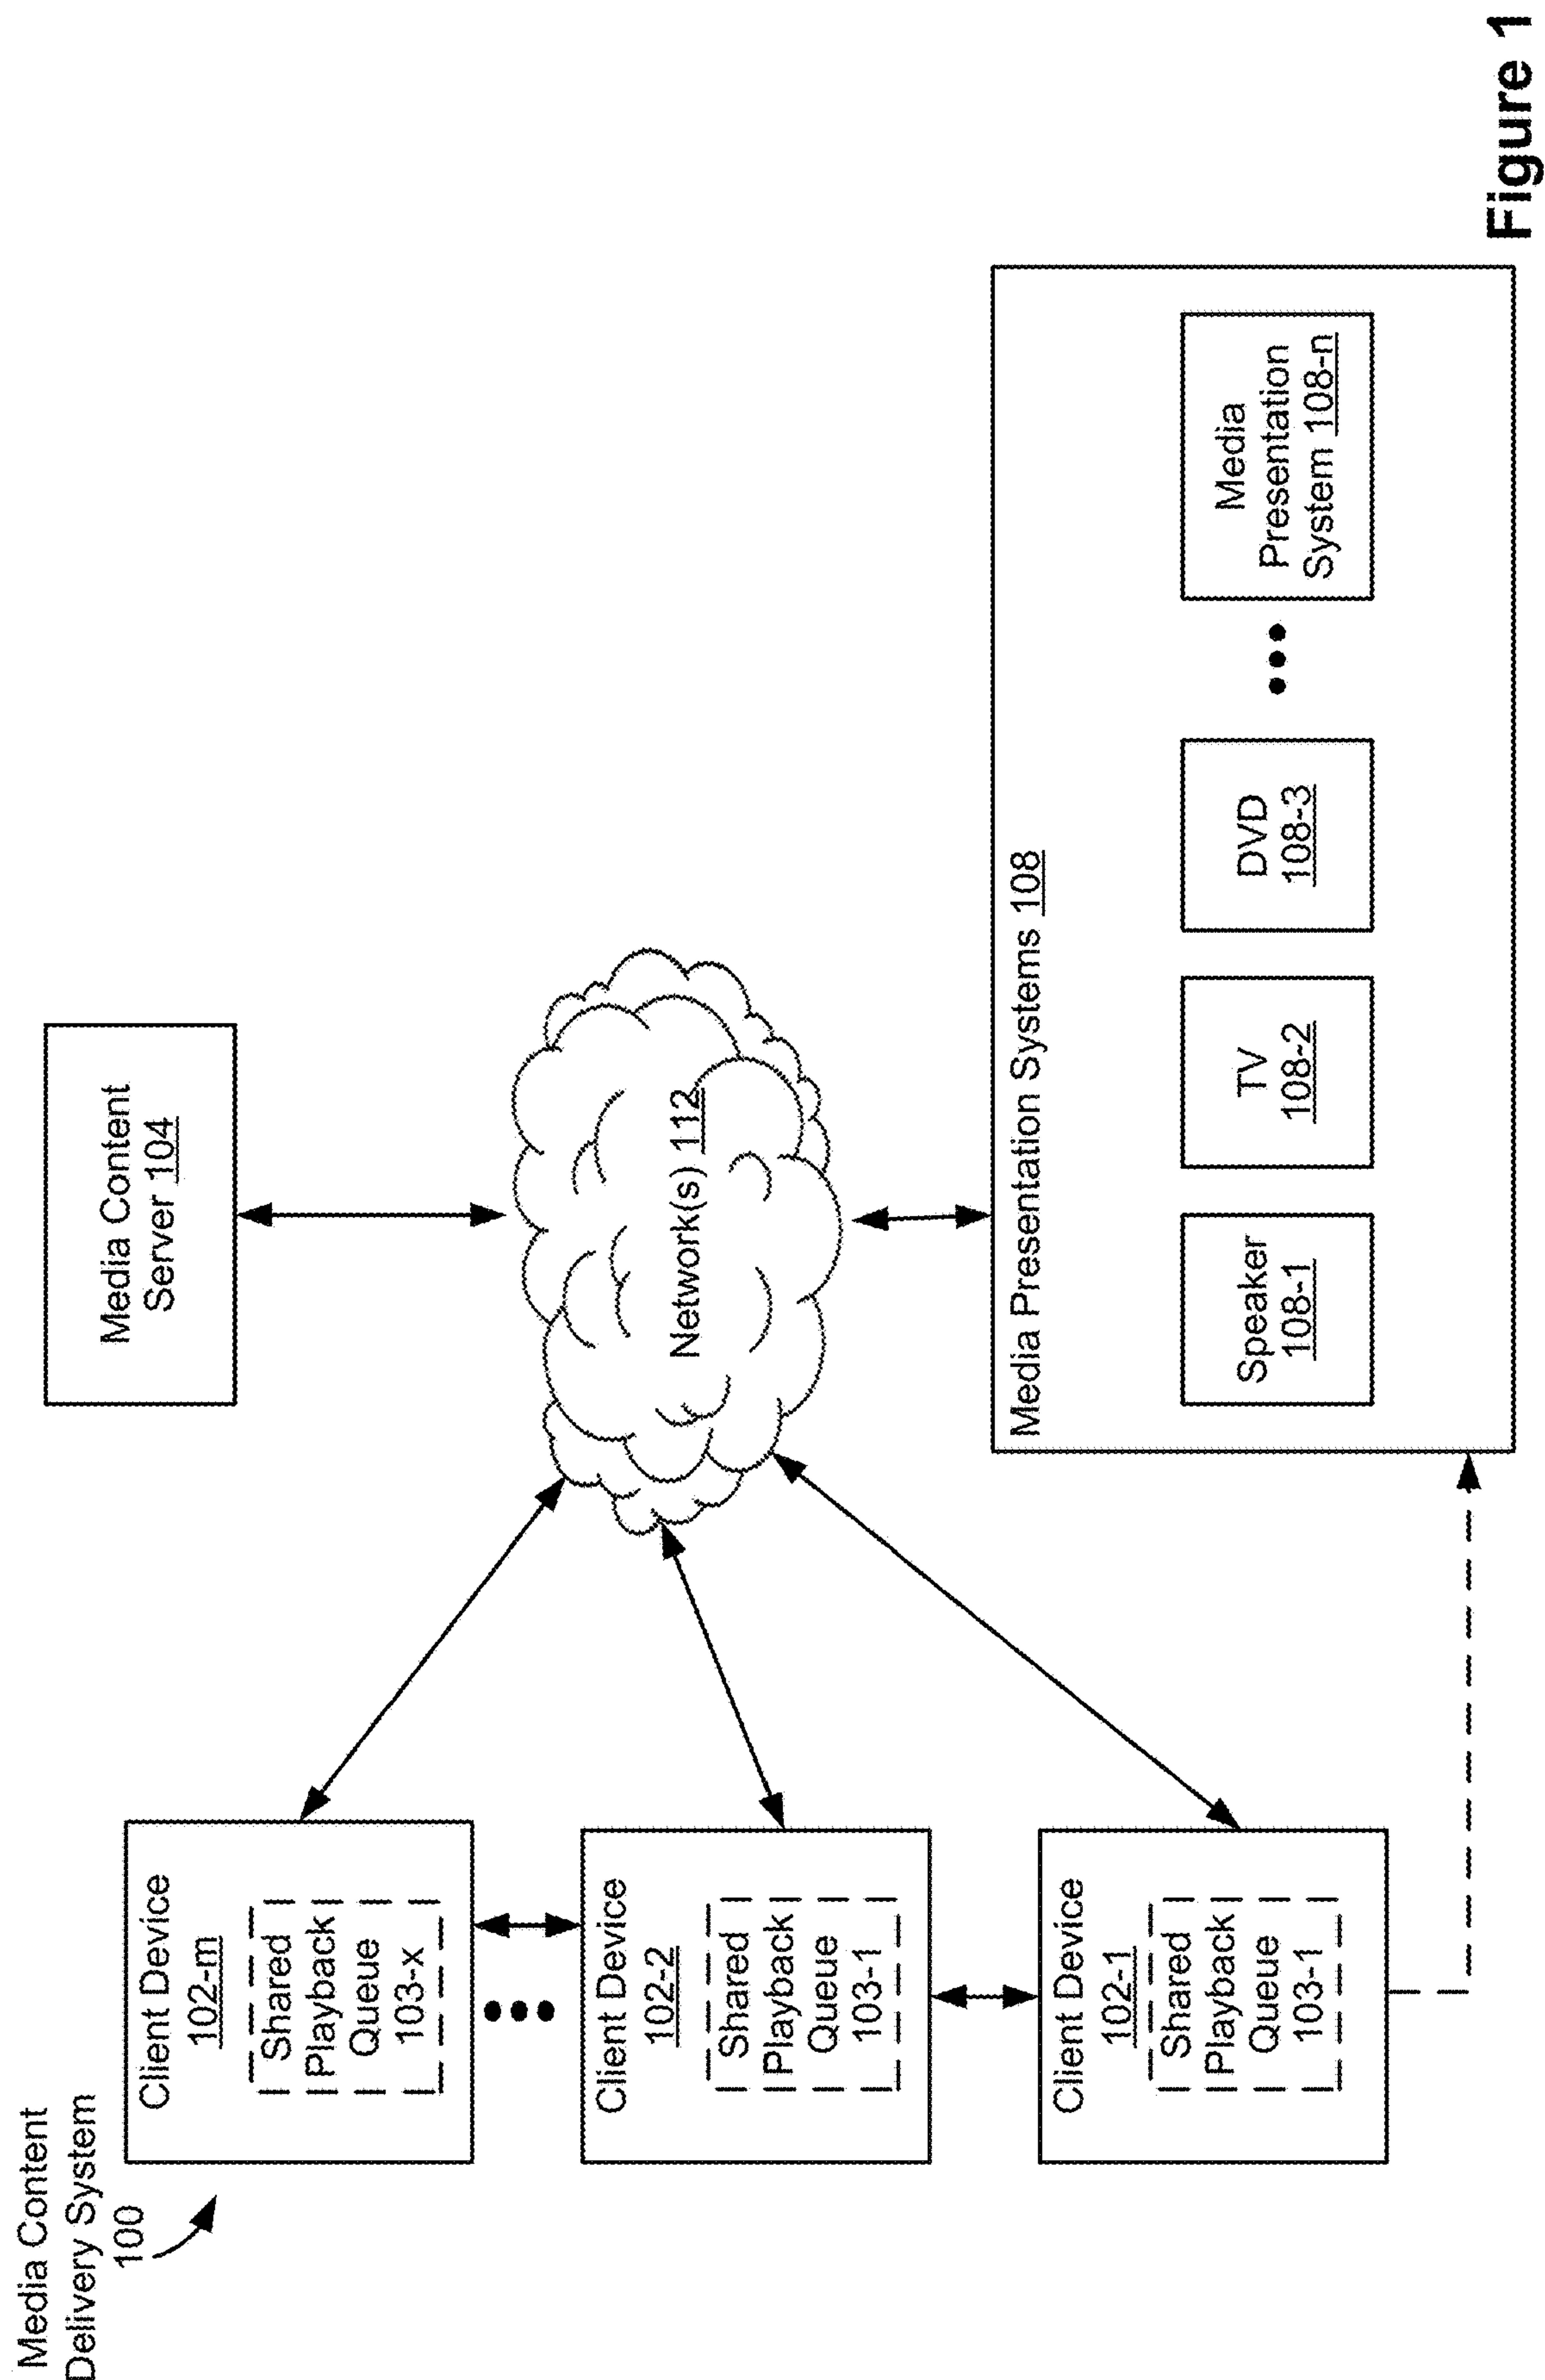 Media Content
Delivery System
100
Client Device
102-m
Shared
Playback
Queue
103-x
Client Device
102-2
Shared
Playback
Queue
103-1
Client Device
102-1
Shared
Playback
Queue
103-1
Media Content
Server 104
Network(s) 112
Media Presentation Systems 108
Speaker
108-1
TV
108-2
DVD
108-3
Media
Presentation
System 108-n
Figure 1